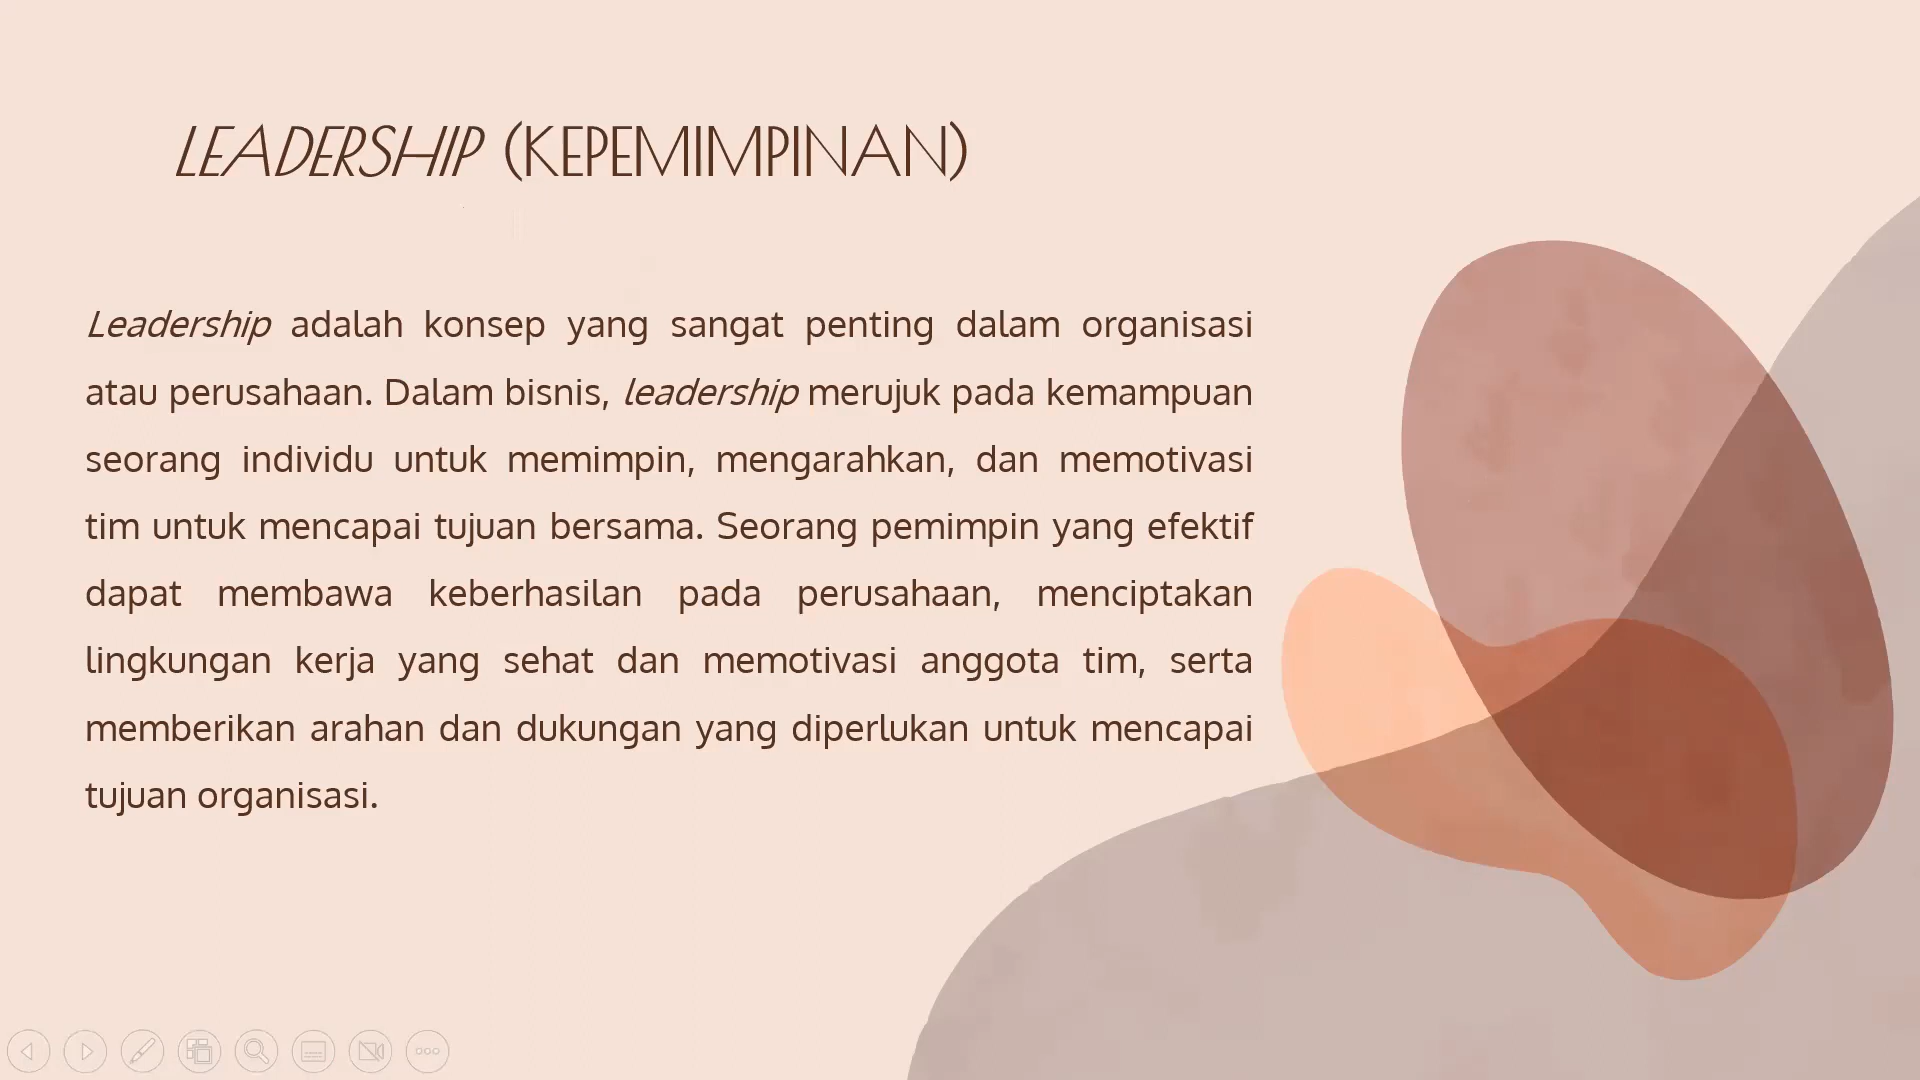 LEADERSHIP (KEPEMIMPINAN)
Leadership adalah konsep yang sangat penting dalam organisasi
atau perusahaan. Dalam bisnis, leadership merujuk pada kemampuan
seorang individu untuk memimpin, mengarahkan, dan memotivasi
tim untuk mencapai tujuan bersama. Seorang pemimpin yang efektif
dapat membawa keberhasilan pada perusahaan, menciptakan
lingkungan kerja yang sehat dan memotivasi anggota tim, serta
memberikan arahan dan dukungan yang diperlukan untuk mencapai
tujuan organisasi.